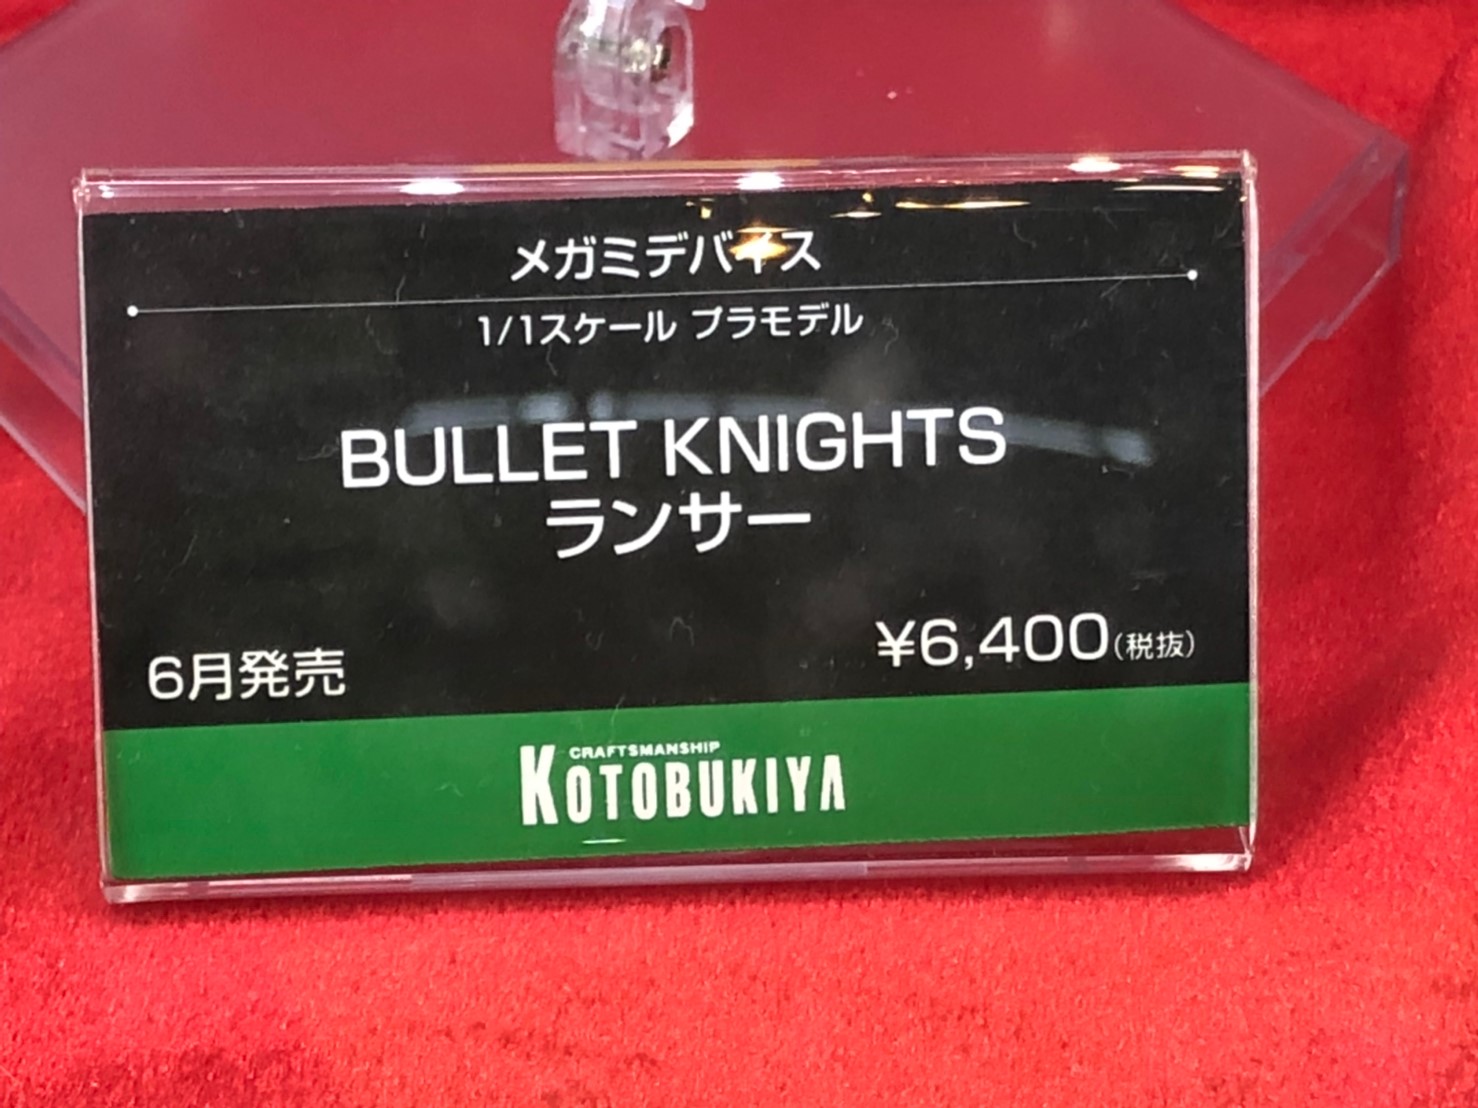 メガミデバイス
1/1スケール プラモデル
BULLET KNIGHTS
ランサー
6月発売
¥6,400(税抜)
CRAFTSMANSHIP
KOTOBUKIYA